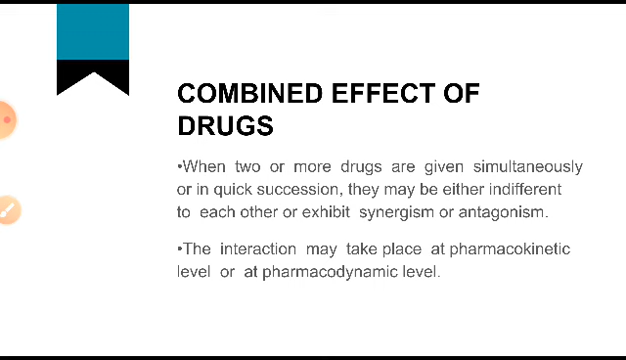 COMBINED EFFECT OF
DRUGS
•When two or more drugs are given simultaneously
or in quick succession, they may be either indifferent
to each other or exhibit synergism or antagonism.
•The interaction may take place at pharmacokinetic
level or at pharmacodynamic level.